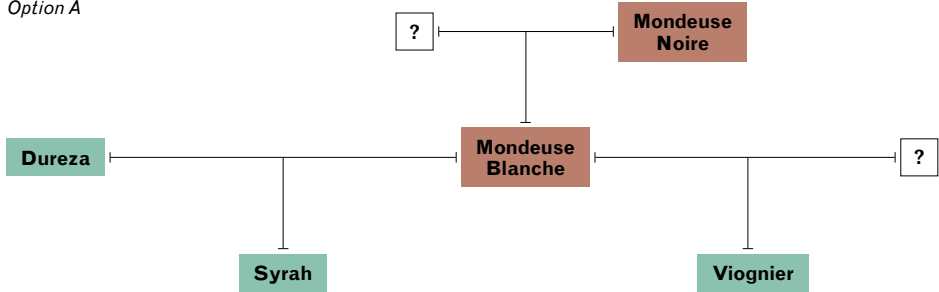 Option A
?
Mondeuse
Noire
Dureza
Mondeuse
Blanche
?
Syrah
Viognier